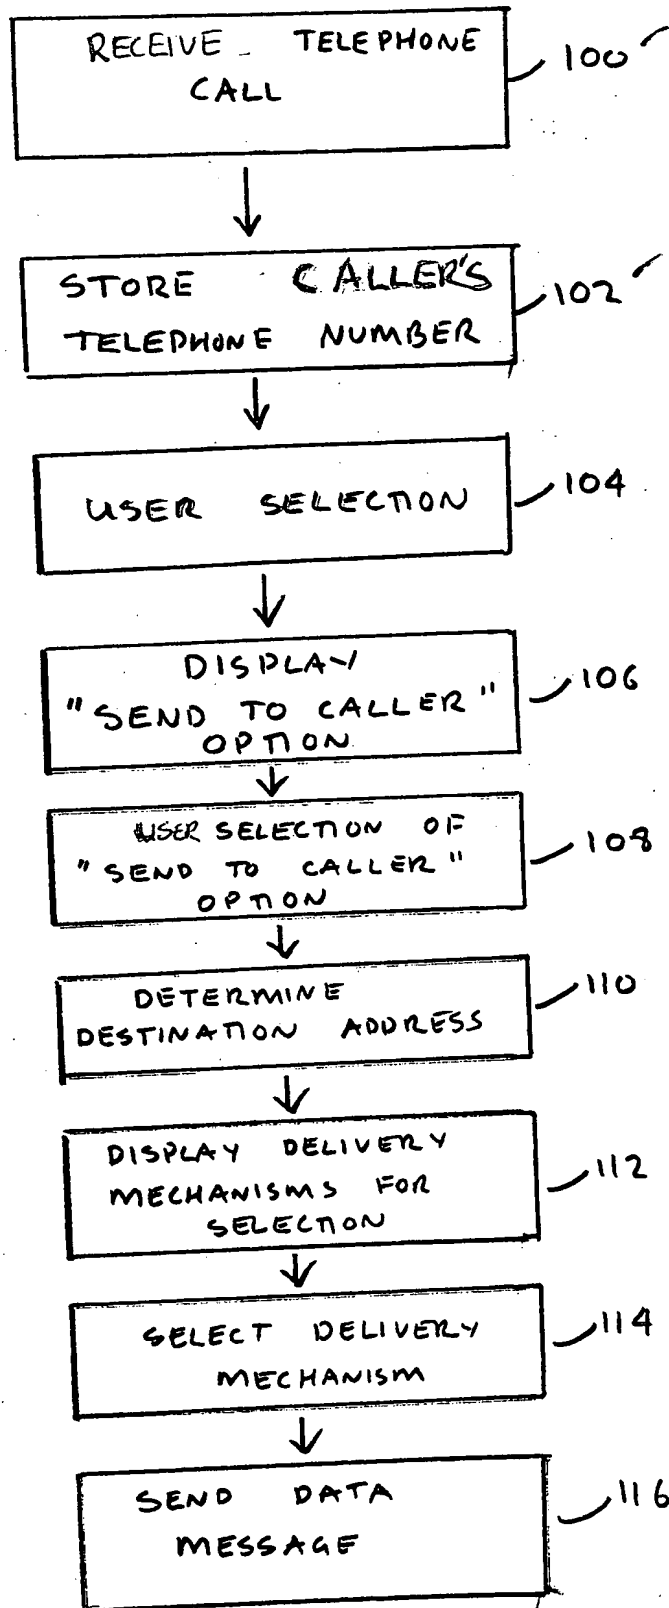 RECEIVE TELEPHONE
CALL
100
STORE CALLER'S
TELEPHONE NUMBER
102
USER SELECTION
104
DISPLAY
"SEND TO CALLER"
OPTION
106
USER SELECTION OF
"SEND TO CALLER"
OPTION
108
DETERMINE
DESTINATION ADDRESS
110
DISPLAY DELIVERY
MECHANISMS FOR
SELECTION
112
SELECT DELIVERY
MECHANISM
114
SEND DATA
MESSAGE
116